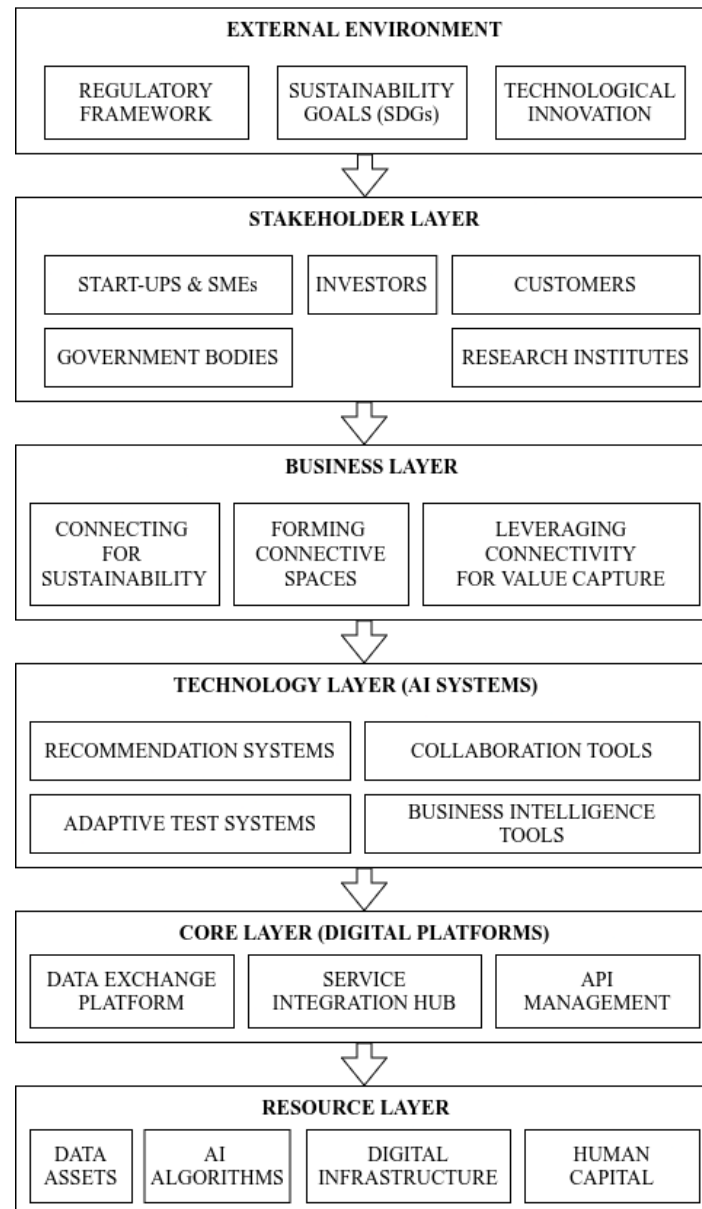 EXTERNAL ENVIRONMENT
REGULATORY
FRAMEWORK
SUSTAINABILITY
GOALS (SDGs)
TECHNOLOGICAL
INNOVATION
STAKEHOLDER LAYER
START-UPS & SMEs
INVESTORS
CUSTOMERS
GOVERNMENT BODIES
RESEARCH INSTITUTES
BUSINESS LAYER
CONNECTING
FOR
SUSTAINABILITY
FORMING
CONNECTIVE
SPACES
LEVERAGING
CONNECTIVITY
FOR VALUE CAPTURE
TECHNOLOGY LAYER (AI SYSTEMS)
RECOMMENDATION SYSTEMS
COLLABORATION TOOLS
ADAPTIVE TEST SYSTEMS
BUSINESS INTELLIGENCE
TOOLS
CORE LAYER (DIGITAL PLATFORMS)
DATA EXCHANGE
PLATFORM
SERVICE
INTEGRATION HUB
API
MANAGEMENT
RESOURCE LAYER
DATA
ASSETS
AI
ALGORITHMS
DIGITAL
INFRASTRUCTURE
HUMAN
CAPITAL